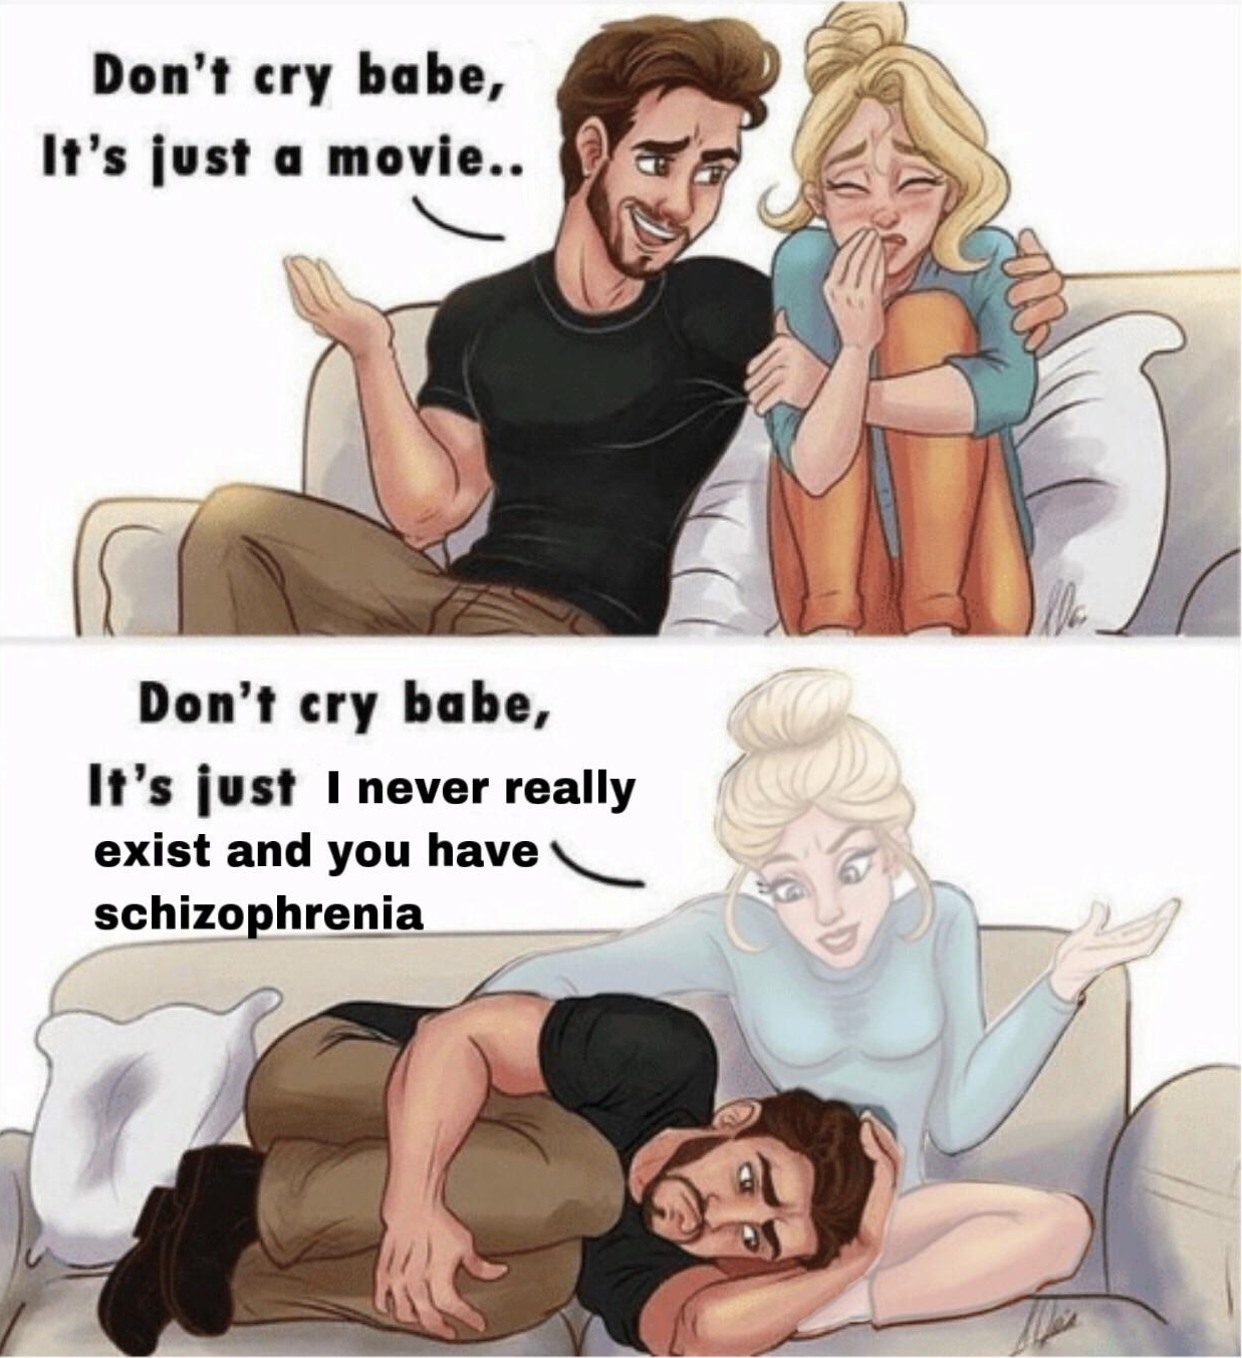 Don't cry babe,
It's just a movie..
Don't cry babe,
It's just I never really
exist and you have
schizophrenia